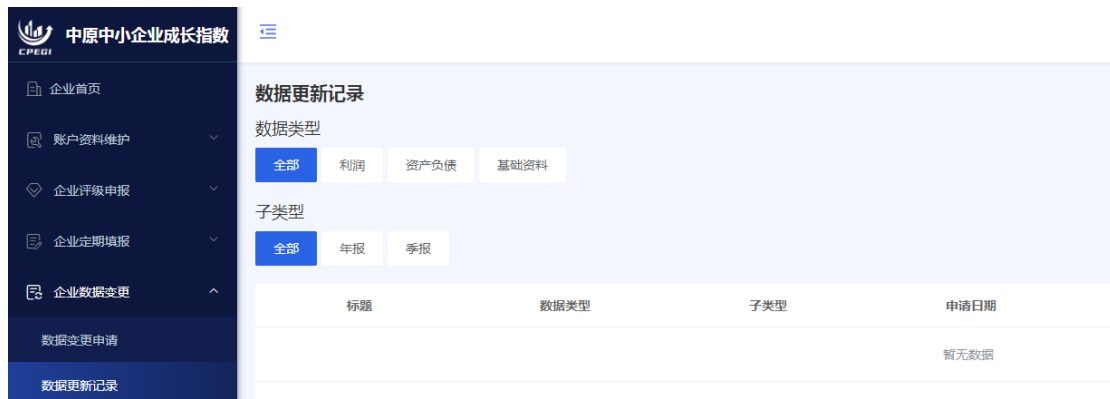 中原中小企业成长指数
CPEGI
企业首页
账户资料维护
企业评级申报
企业定期填报
企业数据变更
数据变更申请
数据更新记录
数据更新记录
数据类型
全部 利润 资产负债 基础资料
子类型
全部 年报 季报
标题 数据类型 子类型 申请日期
暂无数据